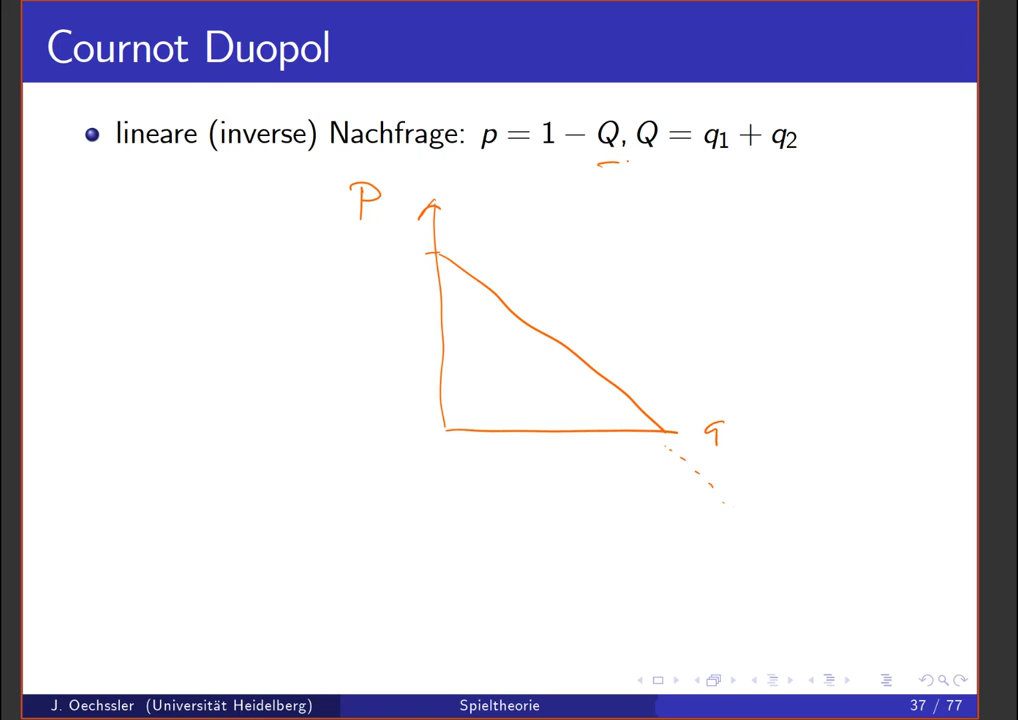 Cournot Duopol
lineare (inverse) Nachfrage: p = 1 − Q, Q = q₁ + q₂
P
q
J. Oechssler (Universität Heidelberg)
Spieltheorie
37 / 77